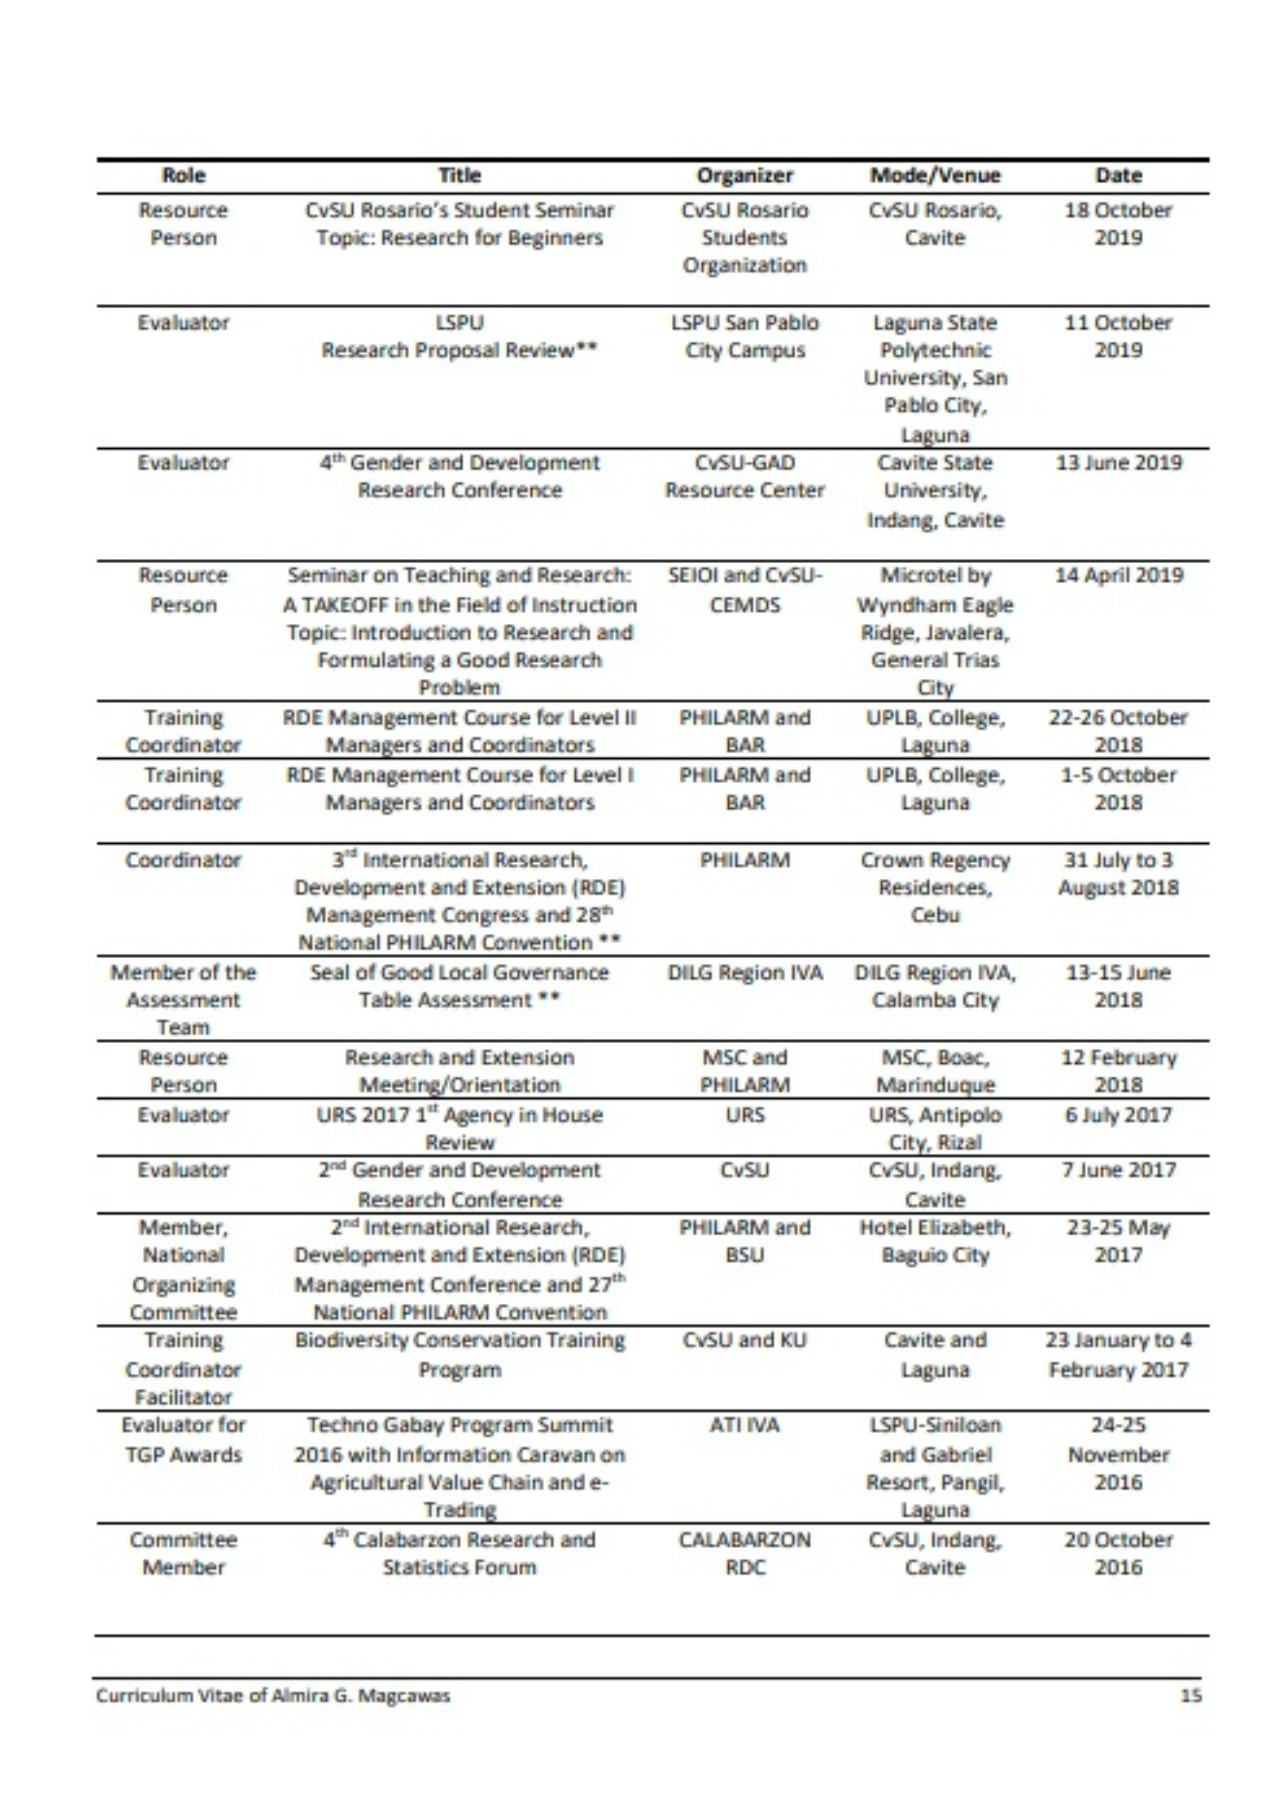 Role Title Organizer Mode/Venue Date
Resource CvSU Rosario's Student Seminar CvSU Rosario CvSU Rosario, 18 October
Person Topic: Research for Beginners Students Cavite 2019
Organization
Evaluator LSPU LSPU San Pablo Laguna State 11 October
Research Proposal Review** City Campus Polytechnic 2019
University, San
Pablo City,
Laguna
Evaluator 4th Gender and Development CvSU-GAD Cavite State 13 June 2019
Research Conference Resource Center University,
Indang, Cavite
Resource Seminar on Teaching and Research: SEIOI and CvSU- Microtel by 14 April 2019
Person A TAKEOFF in the Field of Instruction CEMDS Wyndham Eagle
Topic: Introduction to Research and Ridge, Javalera,
Formulating a Good Research General Trias
Problem City
Training RDE Management Course for Level II PHILARM and UPLB, College, 22-26 October
Coordinator Managers and Coordinators BAR Laguna 2018
Training RDE Management Course for Level I PHILARM and UPLB, College, 1-5 October
Coordinator Managers and Coordinators BAR Laguna 2018
Coordinator 3rd International Research, PHILARM Crown Regency 31 July to 3
Development and Extension (RDE) Residences, August 2018
Management Congress and 28th Cebu
National PHILARM Convention **
Member of the Seal of Good Local Governance DILG Region IVA DILG Region IVA, 13-15 June
Assessment Table Assessment ** Calamba City 2018
Team
Resource Research and Extension MSC and MSC, Boac, 12 February
Person Meeting/Orientation PHILARM Marinduque 2018
Evaluator URS 2017 1st Agency in House URS URS, Antipolo 6 July 2017
Review City, Rizal
Evaluator 2nd Gender and Development CvSU CvSU, Indang, 7 June 2017
Research Conference Cavite
Member, 2nd International Research, PHILARM and Hotel Elizabeth, 23-25 May
National Development and Extension (RDE) BSU Baguio City 2017
Organizing Management Conference and 27th
Committee National PHILARM Convention
Training Biodiversity Conservation Training CvSU and KU Cavite and 23 January to 4
Coordinator Program Laguna February 2017
Facilitator
Evaluator for Techno Gabay Program Summit ATI IVA LSPU-Siniloan 24-25
TGP Awards 2016 with Information Caravan on and Gabriel November
Agricultural Value Chain and e- Resort, Pangil, 2016
Trading Laguna
Committee 4th Calabarzon Research and CALABARZON CvSU, Indang, 20 October
Member Statistics Forum RDC Cavite 2016
Curriculum Vitae of Almira G. Magcawas 15